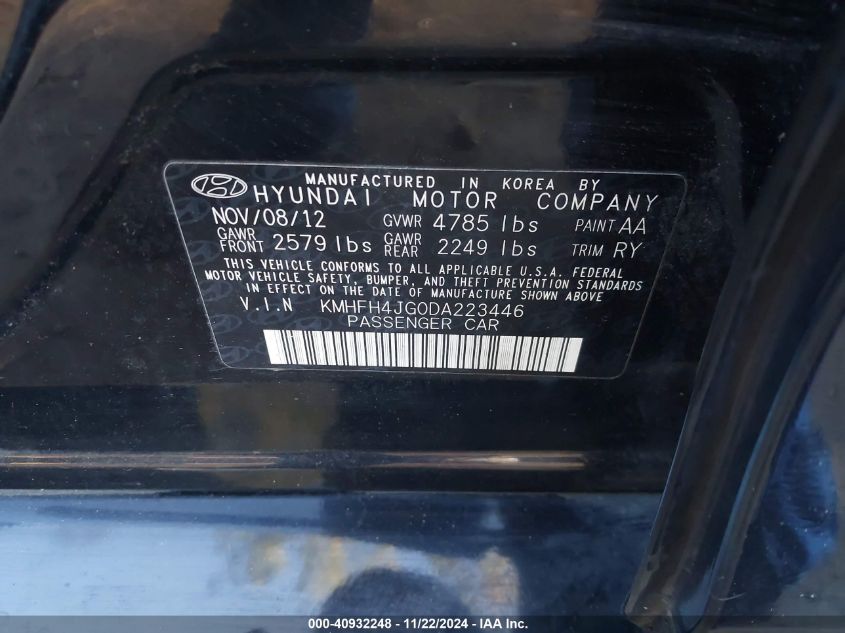 MANUFACTURED IN KOREA BY
HYUNDAI MOTOR COMPANY
NOV/08/12 GVWR 4785 lbs PAINT AA
GAWR FRONT 2579 lbs GAWR REAR 2249 lbs TRIM RY
THIS VEHICLE CONFORMS TO ALL APPLICABLE U.S.A. FEDERAL
MOTOR VEHICLE SAFETY, BUMPER, AND THEFT PREVENTION STANDARDS
IN EFFECT ON THE DATE OF MANUFACTURE SHOWN ABOVE
V.I.N KMHFH4JG0DA223446
PASSENGER CAR
000-40932248 - 11/22/2024 - IAA Inc.